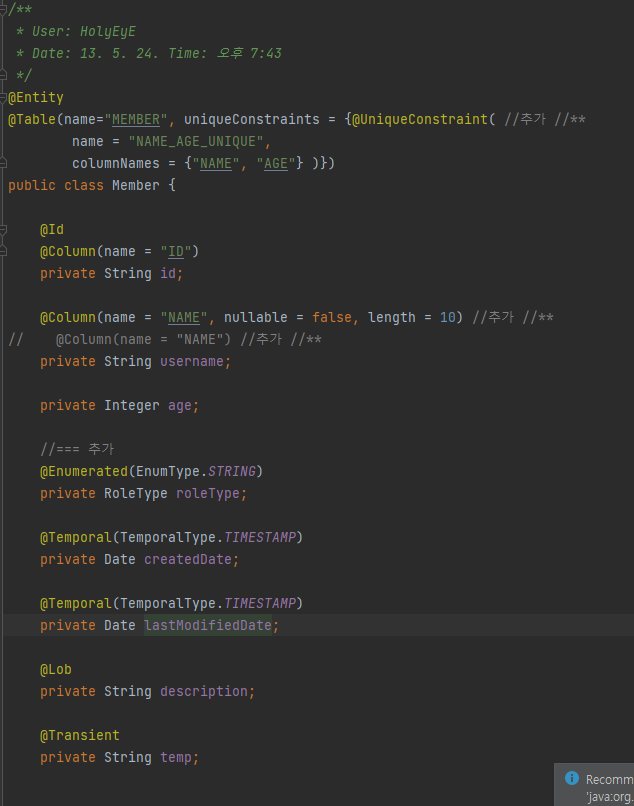 /**
 * User: HolyEyE
 * Date: 13. 5. 24. Time: 오후 7:43
 */
@Entity
@Table(name="MEMBER", uniqueConstraints = {@UniqueConstraint( //추가 //**
        name = "NAME_AGE_UNIQUE",
        columnNames = {"NAME", "AGE"} )})
public class Member {
    @Id
    @Column(name = "ID")
    private String id;
    @Column(name = "NAME", nullable = false, length = 10) //추가 //**
//    @Column(name = "NAME") //추가 //**
    private String username;
    private Integer age;
    //=== 추가
    @Enumerated(EnumType.STRING)
    private RoleType roleType;
    @Temporal(TemporalType.TIMESTAMP)
    private Date createdDate;
    @Temporal(TemporalType.TIMESTAMP)
    private Date lastModifiedDate;
    @Lob
    private String description;
    @Transient
    private String temp;
Recomm
'java:org.